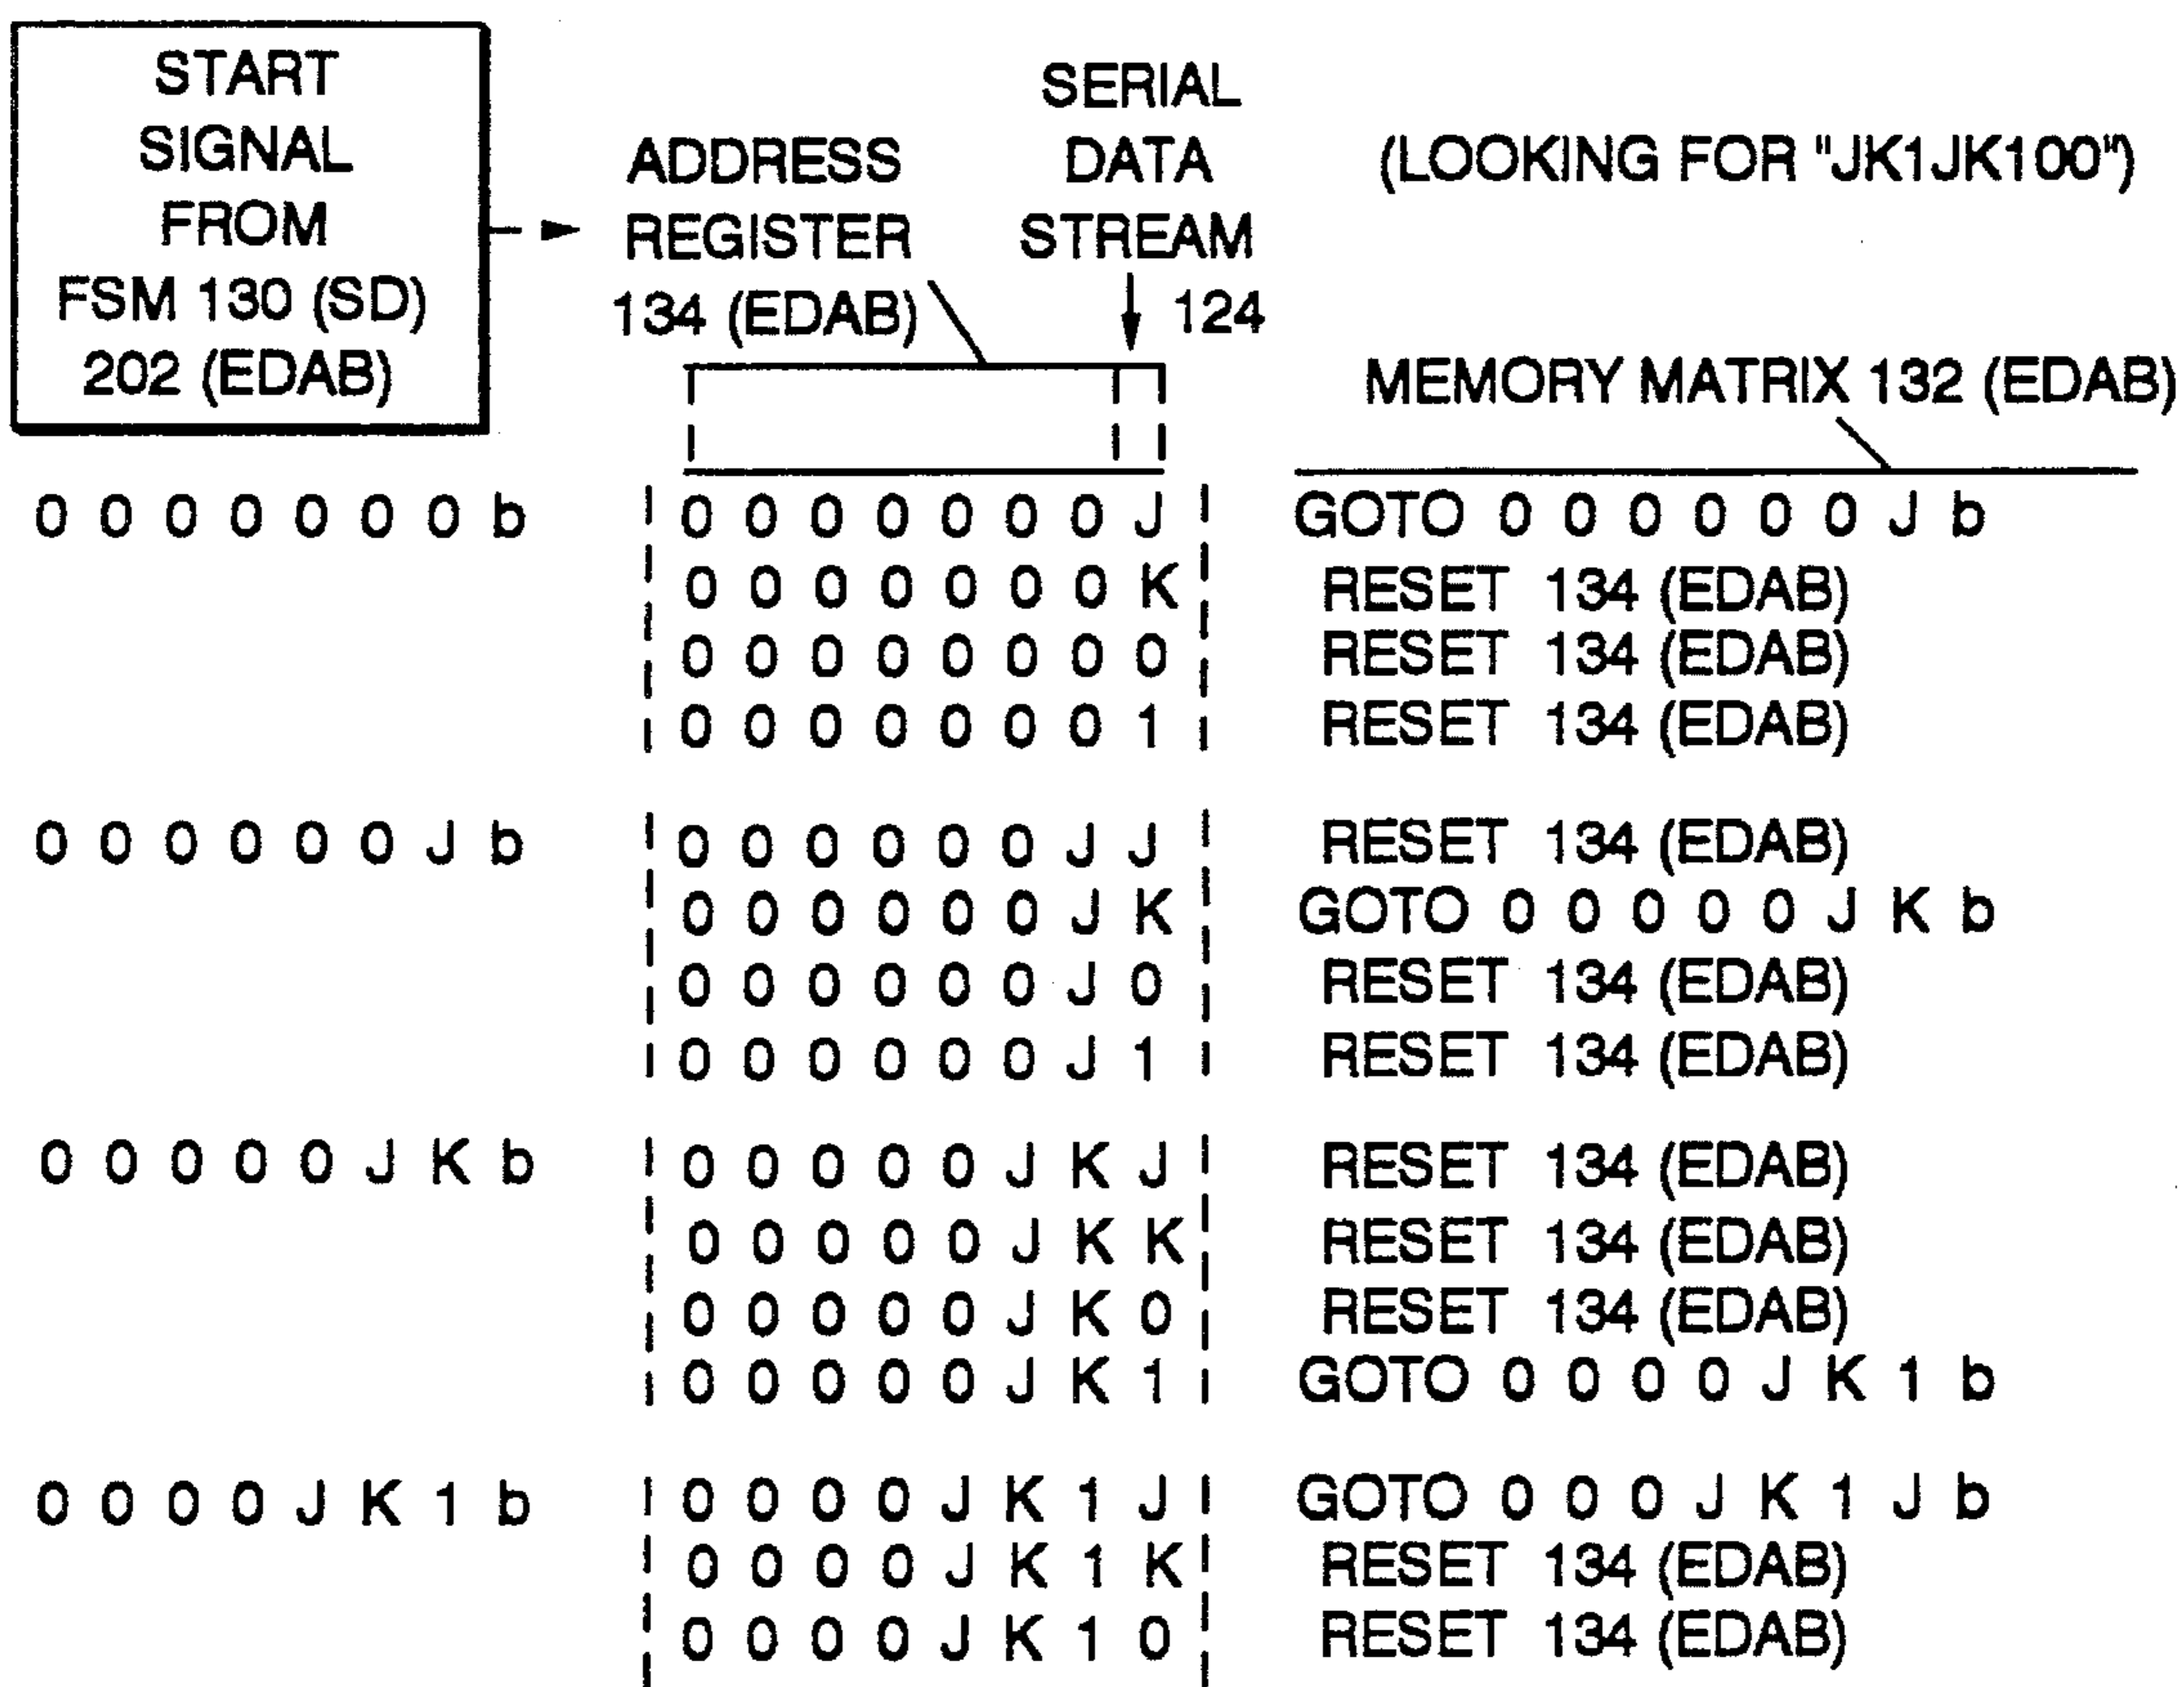 START
SIGNAL
FROM
FSM 130 (SD)
202 (EDAB)
ADDRESS
REGISTER
134 (EDAB)
SERIAL
DATA
STREAM
124
(LOOKING FOR "JK1JK100")
MEMORY MATRIX 132 (EDAB)
0 0 0 0 0 0 0 b 0 0 0 0 0 0 0 J GOTO 0 0 0 0 0 0 J b
0 0 0 0 0 0 0 K RESET 134 (EDAB)
0 0 0 0 0 0 0 0 RESET 134 (EDAB)
0 0 0 0 0 0 0 1 RESET 134 (EDAB)
0 0 0 0 0 0 J b 0 0 0 0 0 0 J J RESET 134 (EDAB)
0 0 0 0 0 0 J K GOTO 0 0 0 0 0 J K b
0 0 0 0 0 0 J 0 RESET 134 (EDAB)
0 0 0 0 0 0 J 1 RESET 134 (EDAB)
0 0 0 0 0 J K b 0 0 0 0 0 J K J RESET 134 (EDAB)
0 0 0 0 0 J K K RESET 134 (EDAB)
0 0 0 0 0 J K 0 RESET 134 (EDAB)
0 0 0 0 0 J K 1 GOTO 0 0 0 0 J K 1 b
0 0 0 0 J K 1 b 0 0 0 0 J K 1 J GOTO 0 0 0 J K 1 J b
0 0 0 0 J K 1 K RESET 134 (EDAB)
0 0 0 0 J K 1 0 RESET 134 (EDAB)